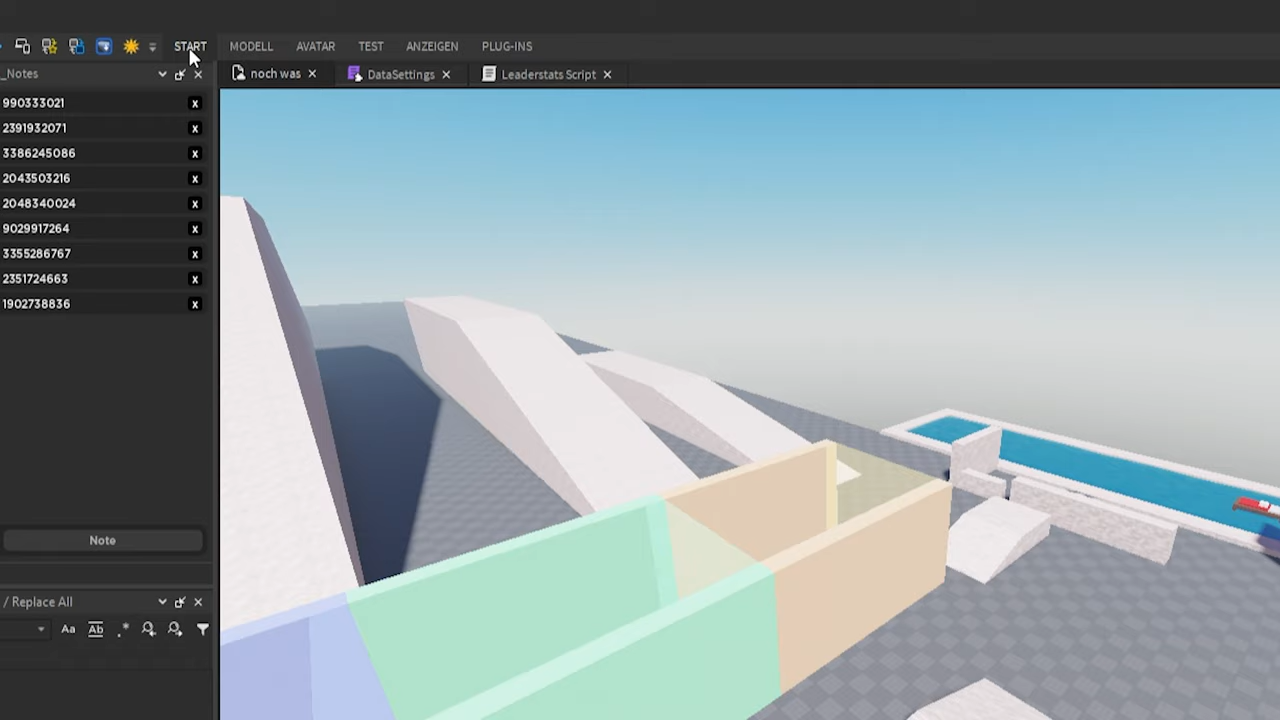 START MODELL AVATAR TEST ANZEIGEN PLUG-INS
_Notes
noch was DataSettings Leaderstats Script
990333021 x
2391932071 x
3386245086 x
2043503216 x
2048340024 x
9029917264 x
3355286767 x
2351724663 x
1902738836 x
Note
/ Replace All
Aa Ab .*